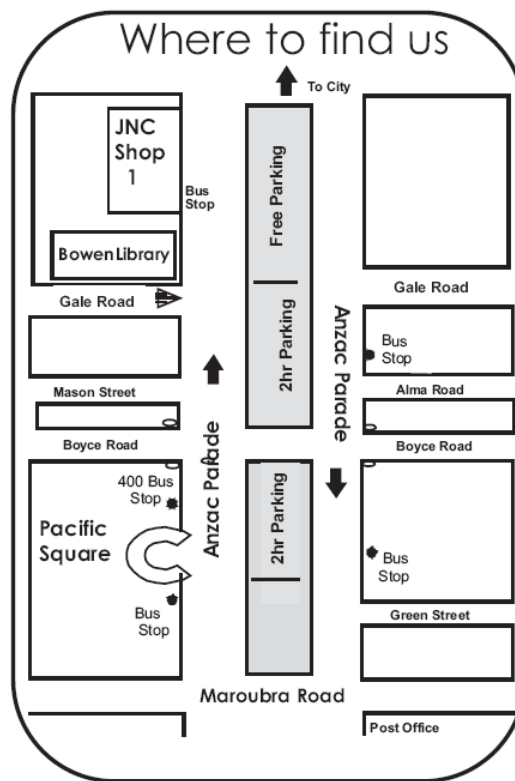 Where to find us
To City
JNC
Shop
1
Bus
Stop
Free Parking
Bowen Library
Gale Road
Gale Road
2hr Parking
Anzac Parade
Bus
Stop
Mason Street
Alma Road
Boyce Road
Boyce Road
Anzac Parade
400 Bus
Stop
2hr Parking
Pacific
Square
Bus
Stop
Bus
Stop
Green Street
Maroubra Road
Post Office